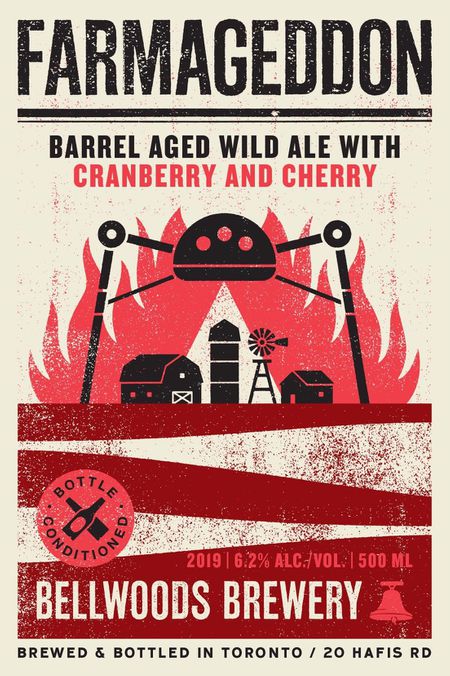 FARMAGEDDON
BARREL AGED WILD ALE WITH
CRANBERRY AND CHERRY
BOTTLE
CONDITIONED
2019 | 6.2% ALC./VOL. | 500 ML
BELLWOODS BREWERY
BREWED & BOTTLED IN TORONTO / 20 HAFIS RD